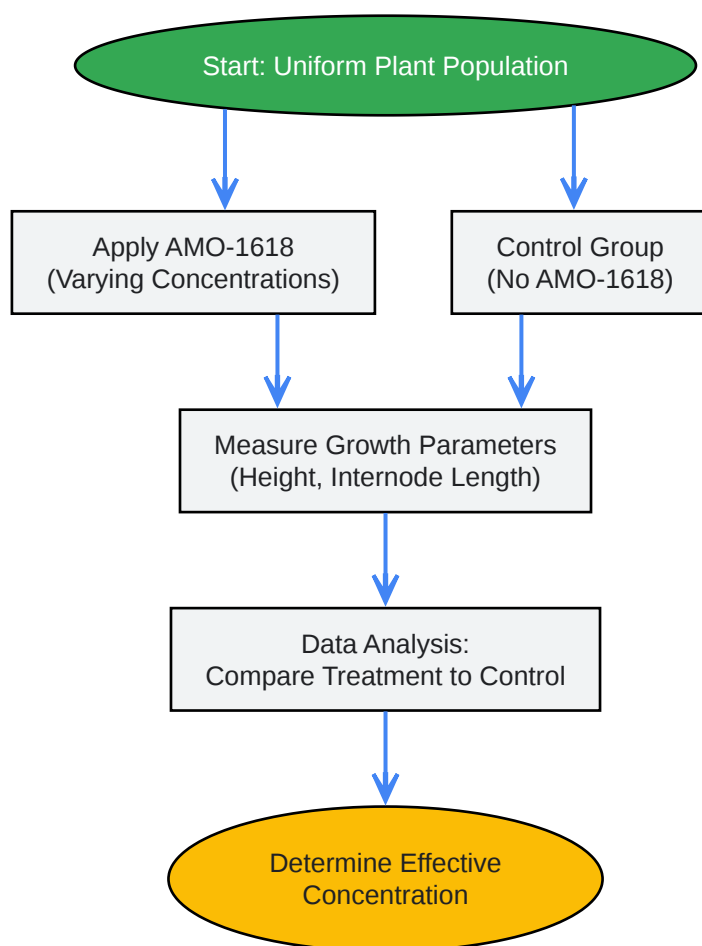 Start: Uniform Plant Population
Apply AMO-1618
(Varying Concentrations)
Control Group
(No AMO-1618)
Measure Growth Parameters
(Height, Internode Length)
Data Analysis:
Compare Treatment to Control
Determine Effective
Concentration